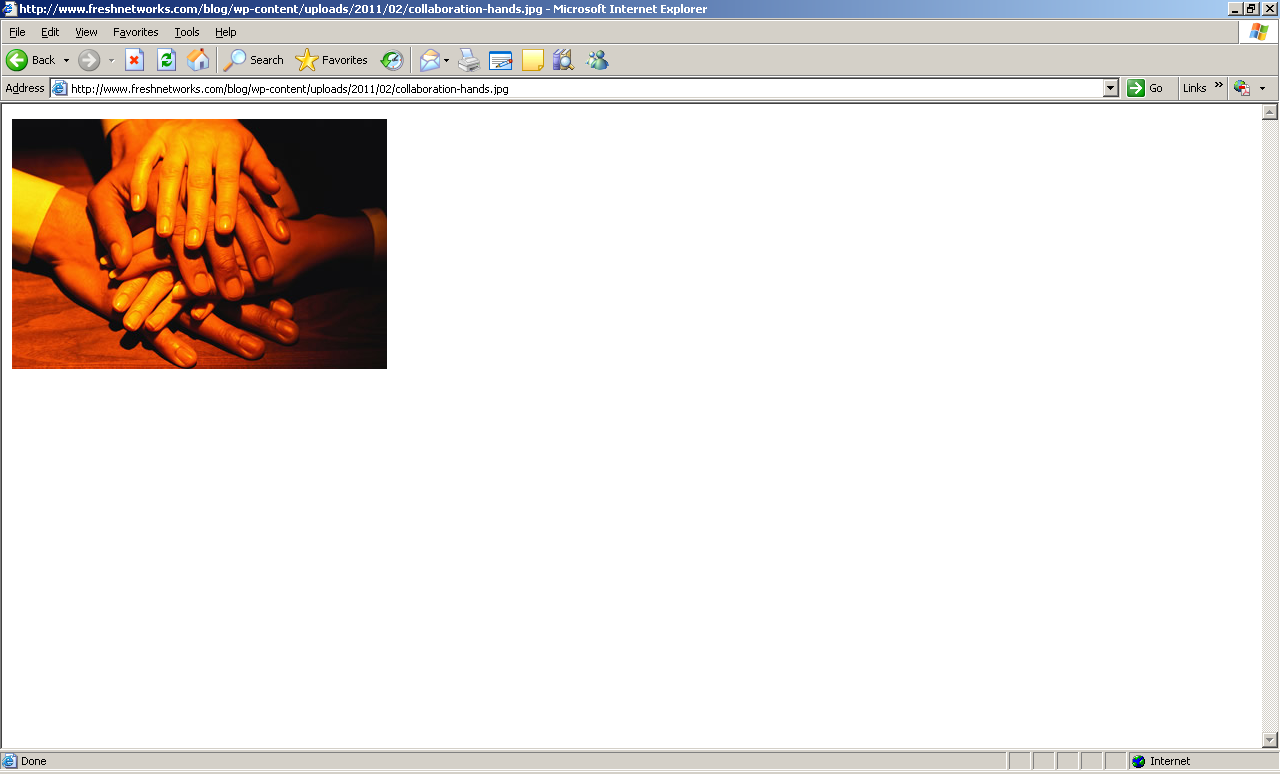 http://www.freshnetworks.com/blog/wp-content/uploads/2011/02/collaboration-hands.jpg - Microsoft Internet Explorer
File Edit View Favorites Tools Help
Back Search Favorites
Address http://www.freshnetworks.com/blog/wp-content/uploads/2011/02/collaboration-hands.jpg Go Links »
Done Internet